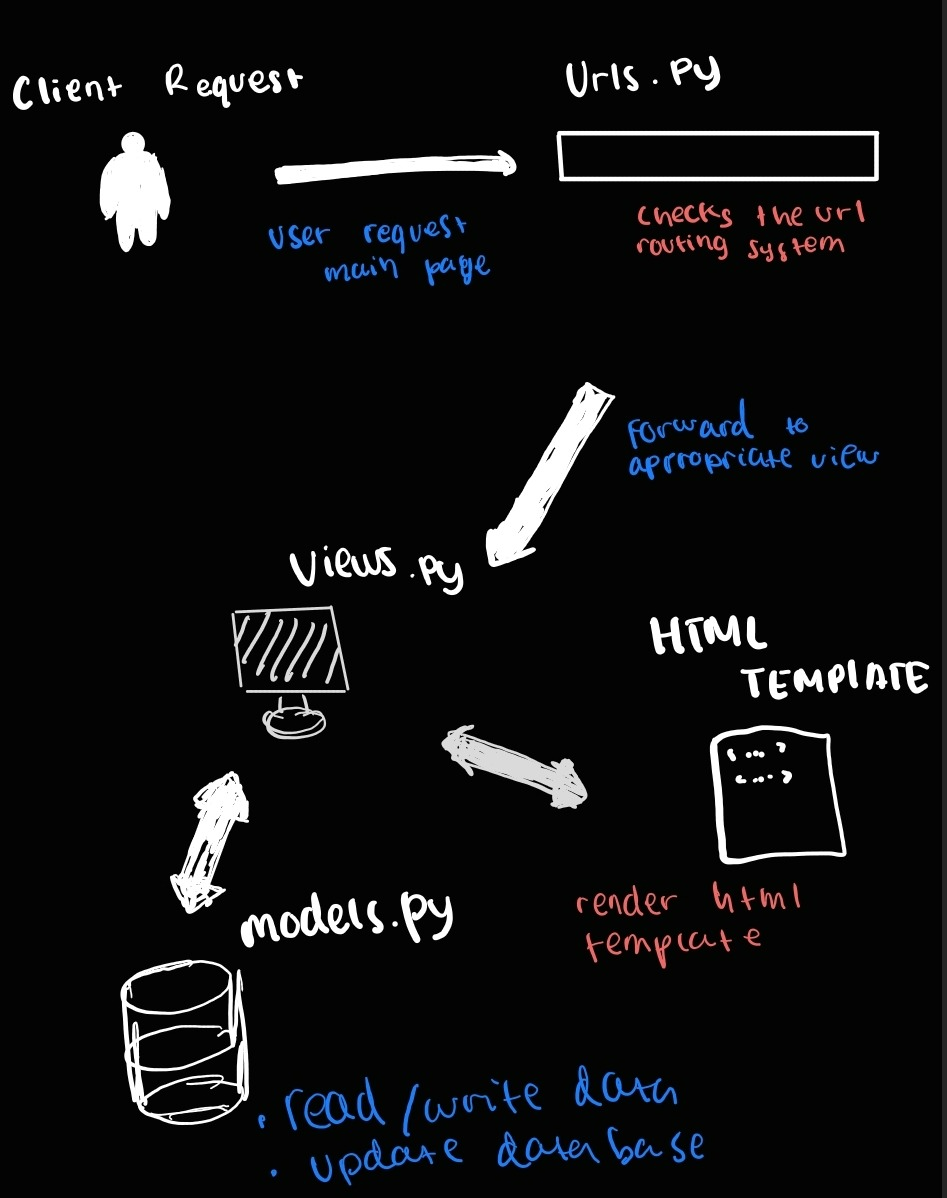 Client Request
Urls.py
user request
main page
checks the url
routing system
Forward to
apropriate view
Views.py
HTML
TEMPLATE
<...>
<...>
models.py
render html
template
• read/write data
• update database